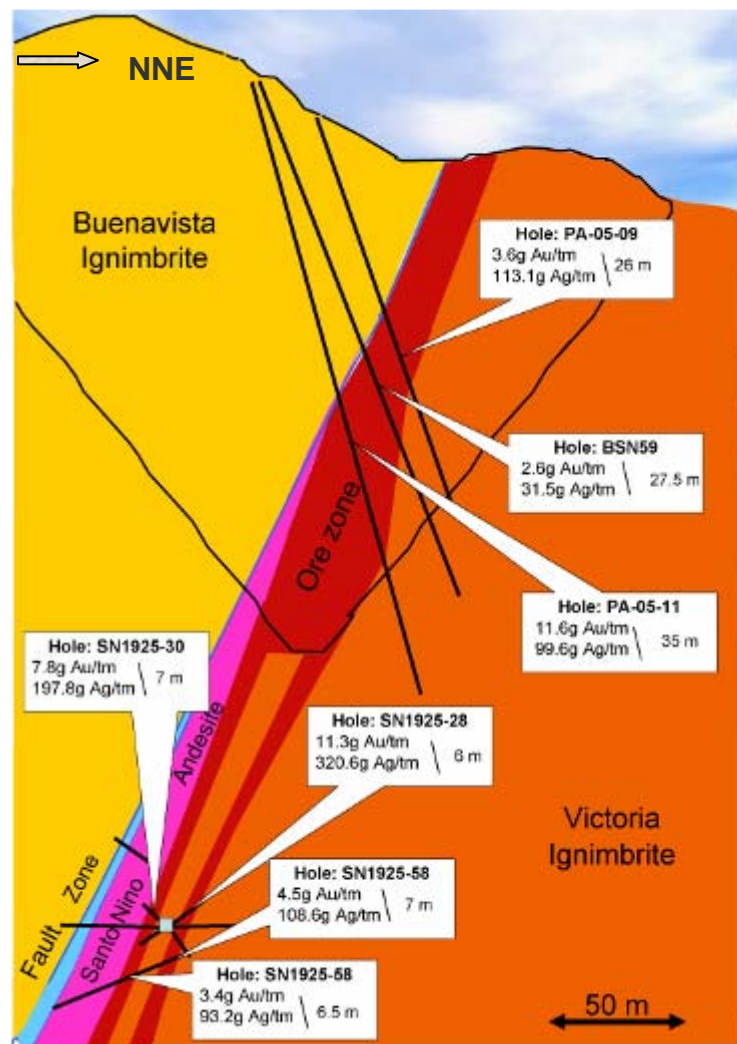 NNE
Buenavista
Ignimbrite
Hole: PA-05-09
3.6g Au/tm
113.1g Ag/tm
26 m
Hole: BSN59
2.6g Au/tm
31.5g Ag/tm
27.5 m
Ore zone
Hole: PA-05-11
11.6g Au/tm
99.6g Ag/tm
35 m
Hole: SN1925-30
7.8g Au/tm
197.8g Ag/tm
7 m
Hole: SN1925-28
11.3g Au/tm
320.6g Ag/tm
6 m
Victoria
Ignimbrite
Hole: SN1925-58
4.5g Au/tm
108.6g Ag/tm
7 m
Fault Zone
Santo Nino Andesite
Hole: SN1925-58
3.4g Au/tm
93.2g Ag/tm
6.5 m
50 m